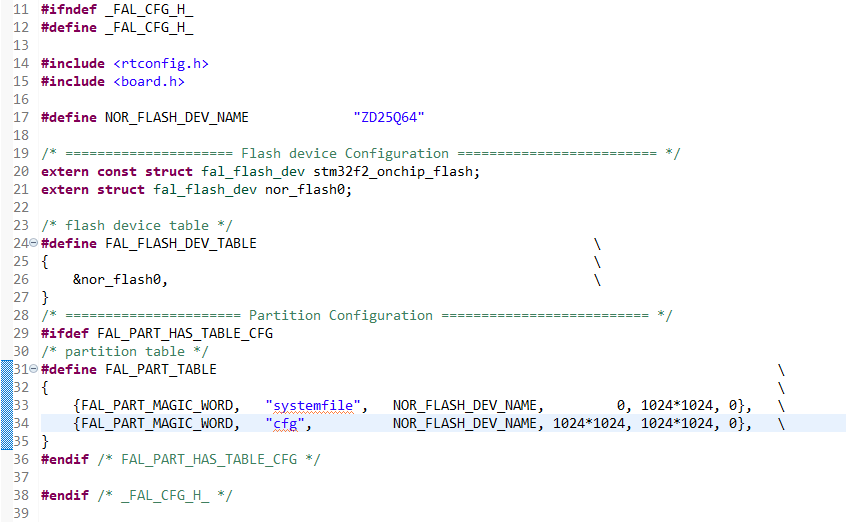 11 #ifndef _FAL_CFG_H_
12 #define _FAL_CFG_H_
13
14 #include <rtconfig.h>
15 #include <board.h>
16
17 #define NOR_FLASH_DEV_NAME             "ZD25Q64"
18
19 /* ===================== Flash device Configuration ========================= */
20 extern const struct fal_flash_dev stm32f2_onchip_flash;
21 extern struct fal_flash_dev nor_flash0;
22
23 /* flash device table */
24 #define FAL_FLASH_DEV_TABLE                                          \
25 {                                                                    \
26     &nor_flash0,                                                     \
27 }
28 /* ====================== Partition Configuration ========================== */
29 #ifdef FAL_PART_HAS_TABLE_CFG
30 /* partition table */
31 #define FAL_PART_TABLE                                                                      \
32 {                                                                                           \
33     {FAL_PART_MAGIC_WORD,   "systemfile",   NOR_FLASH_DEV_NAME,         0, 1024*1024, 0},   \
34     {FAL_PART_MAGIC_WORD,   "cfg",          NOR_FLASH_DEV_NAME, 1024*1024, 1024*1024, 0},   \
35 }
36 #endif /* FAL_PART_HAS_TABLE_CFG */
37
38 #endif /* _FAL_CFG_H_ */
39